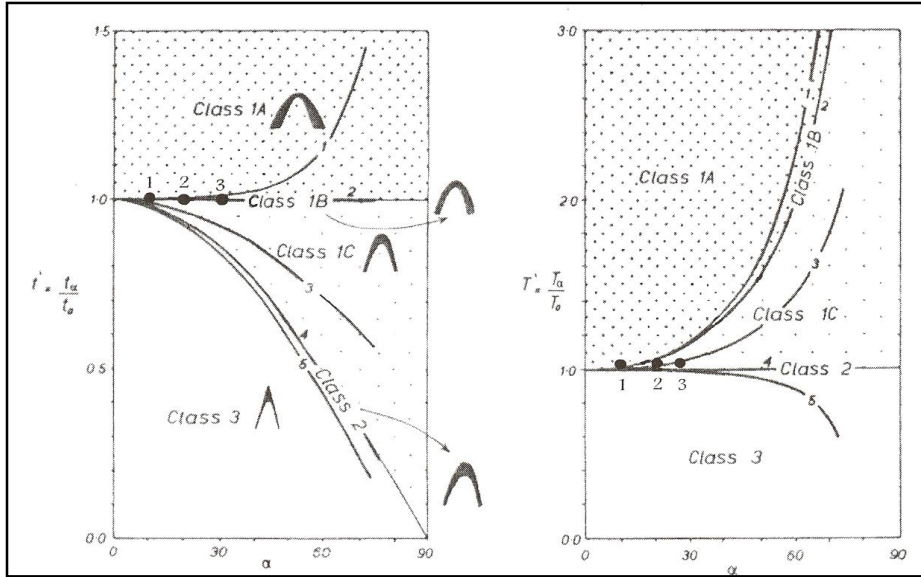 1·5
Class 1A
1
1 2 3
1·0
Class 1B
2
Class 1C
3
t' = tα/t₀
4
5
0·5
Class 2
Class 3
0·0
0 30 60 90
α
3·0
1
2
Class 1B
Class 1A
2·0
3
T' = Tα/T₀
Class 1C
4
1·0
Class 2
1 2 3
5
Class 3
0·0
0 30 60 90
α